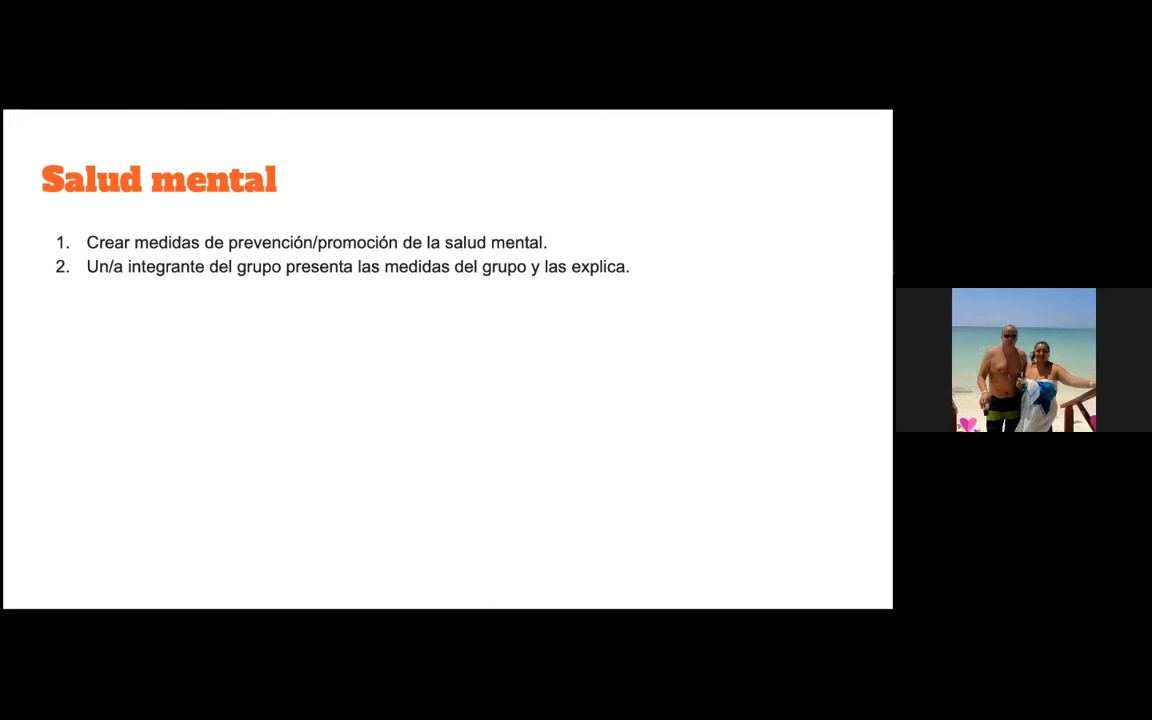 Salud mental
1. Crear medidas de prevención/promoción de la salud mental.
2. Un/a integrante del grupo presenta las medidas del grupo y las explica.